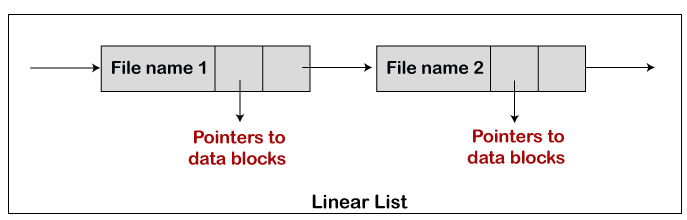 File name 1
File name 2
Pointers to
data blocks
Pointers to
data blocks
Linear List